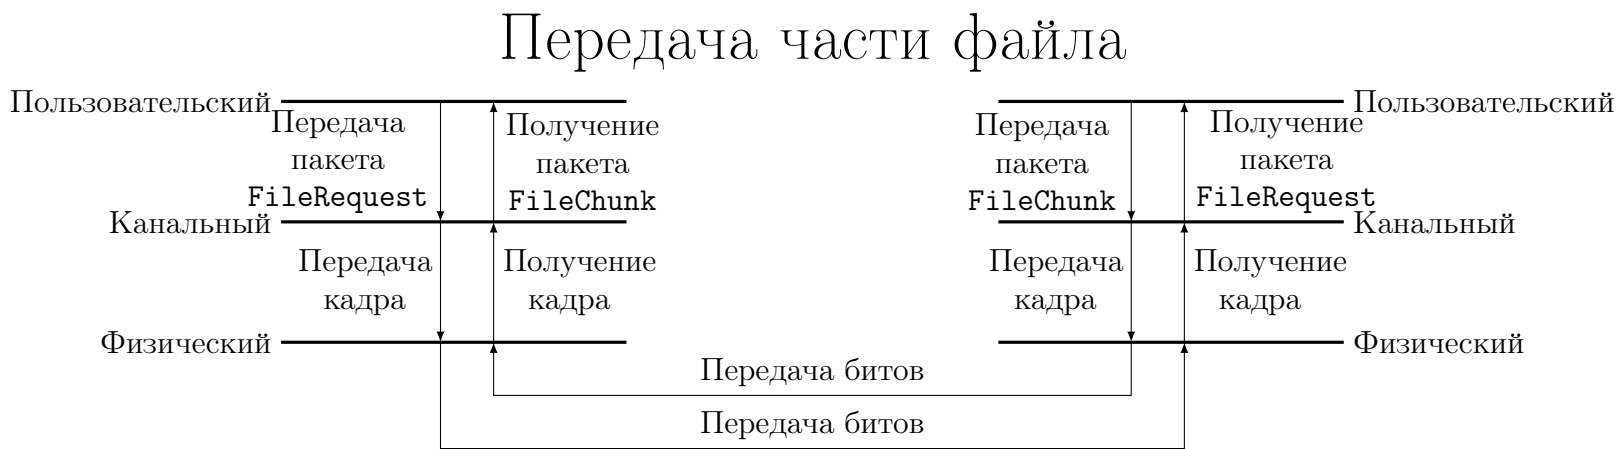 Передача части файла
Пользовательский
Передача
пакета
FileRequest
Получение
пакета
FileChunk
Передача
пакета
FileChunk
Получение
пакета
FileRequest
Пользовательский
Канальный
Канальный
Передача
кадра
Получение
кадра
Передача
кадра
Получение
кадра
Физический
Физический
Передача битов
Передача битов